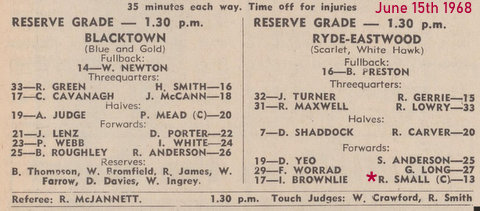 35 minutes each way. Time off for injuries
June 15th 1968
RESERVE GRADE — 1.30 p.m.
BLACKTOWN
(Blue and Gold)
Fullback:
14—W. NEWTON
Threequarters:
33—R. GREEN H. SMITH—16
17—C. CAVANAGH J. McCANN—18
Halves:
19—A. JUDGE P. MEAD (C)—20
Forwards:
21—J. LENZ D. PORTER—22
23—P. WEBB I. WHITE—24
25—B. ROUGHLEY R. ANDERSON—26
Reserves:
B. Thompson, W. Bromfield, R. James, W.
Farrow, D. Davies, W. Ingrey.
RESERVE GRADE — 1.30 p.m.
RYDE-EASTWOOD
(Scarlet, White Hawk)
Fullback:
16—B. PRESTON
Threequarters:
32—J. TURNER R. GERRIE—15
31—R. MAXWELL R. LOWRY—33
Halves:
7—D. SHADDOCK R. CARVER—20
Forwards:
19—D. YEO S. ANDERSON—25
29—F. WORRAD G. LONG—27
17—I. BROWNLIE *R. SMALL (C)—13
Referee: R. McJANNETT. 1.30 p.m. Touch Judges: W. Crawford, R. Smith